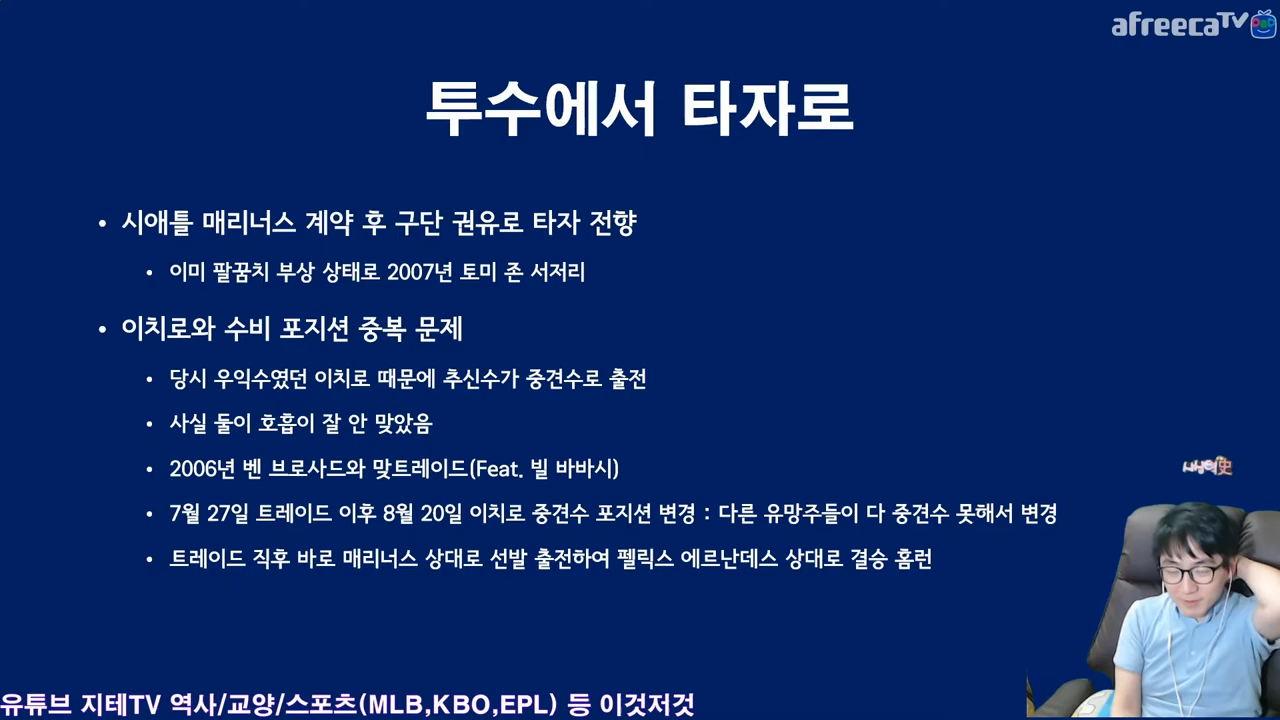 afreecaTV
투수에서 타자로
• 시애틀 매리너스 계약 후 구단 권유로 타자 전향
• 이미 팔꿈치 부상 상태로 2007년 토미 존 서저리
• 이치로와 수비 포지션 중복 문제
• 당시 우익수였던 이치로 때문에 추신수가 중견수로 출전
• 사실 둘이 호흡이 잘 안 맞았음
• 2006년 벤 브로사드와 맞트레이드(Feat. 빌 바바시)
• 7월 27일 트레이드 이후 8월 20일 이치로 중견수 포지션 변경 : 다른 유망주들이 다 중견수 못해서 변경
• 트레이드 직후 바로 매리너스 상대로 선발 출전하여 펠릭스 에르난데스 상대로 결승 홈런
유튜브 지테TV 역사/교양/스포츠(MLB,KBO,EPL) 등 이것저것